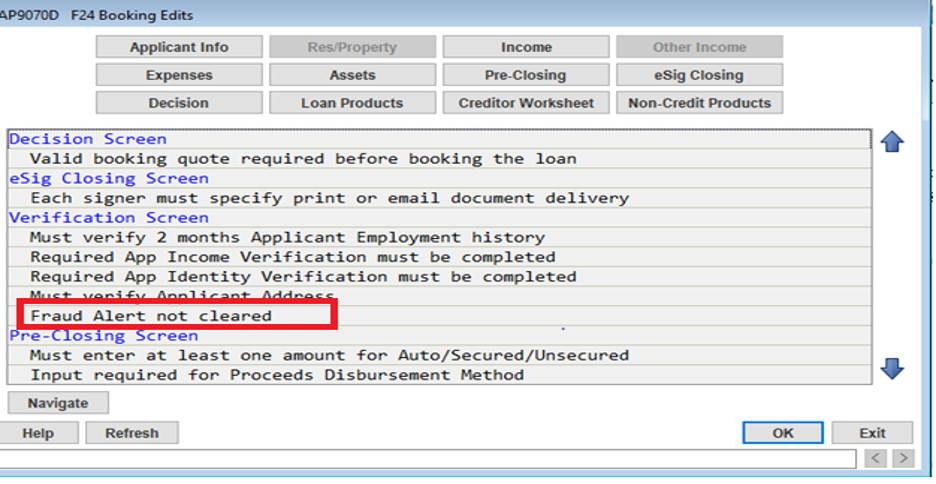 AP9070D F24 Booking Edits
Applicant Info Res/Property Income Other Income
Expenses Assets Pre-Closing eSig Closing
Decision Loan Products Creditor Worksheet Non-Credit Products
Decision Screen
Valid booking quote required before booking the loan
eSig Closing Screen
Each signer must specify print or email document delivery
Verification Screen
Must verify 2 months Applicant Employment history
Required App Income Verification must be completed
Required App Identity Verification must be completed
Must verify Applicant Address
Fraud Alert not cleared
Pre-Closing Screen
Must enter at least one amount for Auto/Secured/Unsecured
Input required for Proceeds Disbursement Method
Navigate
Help Refresh OK Exit
< >